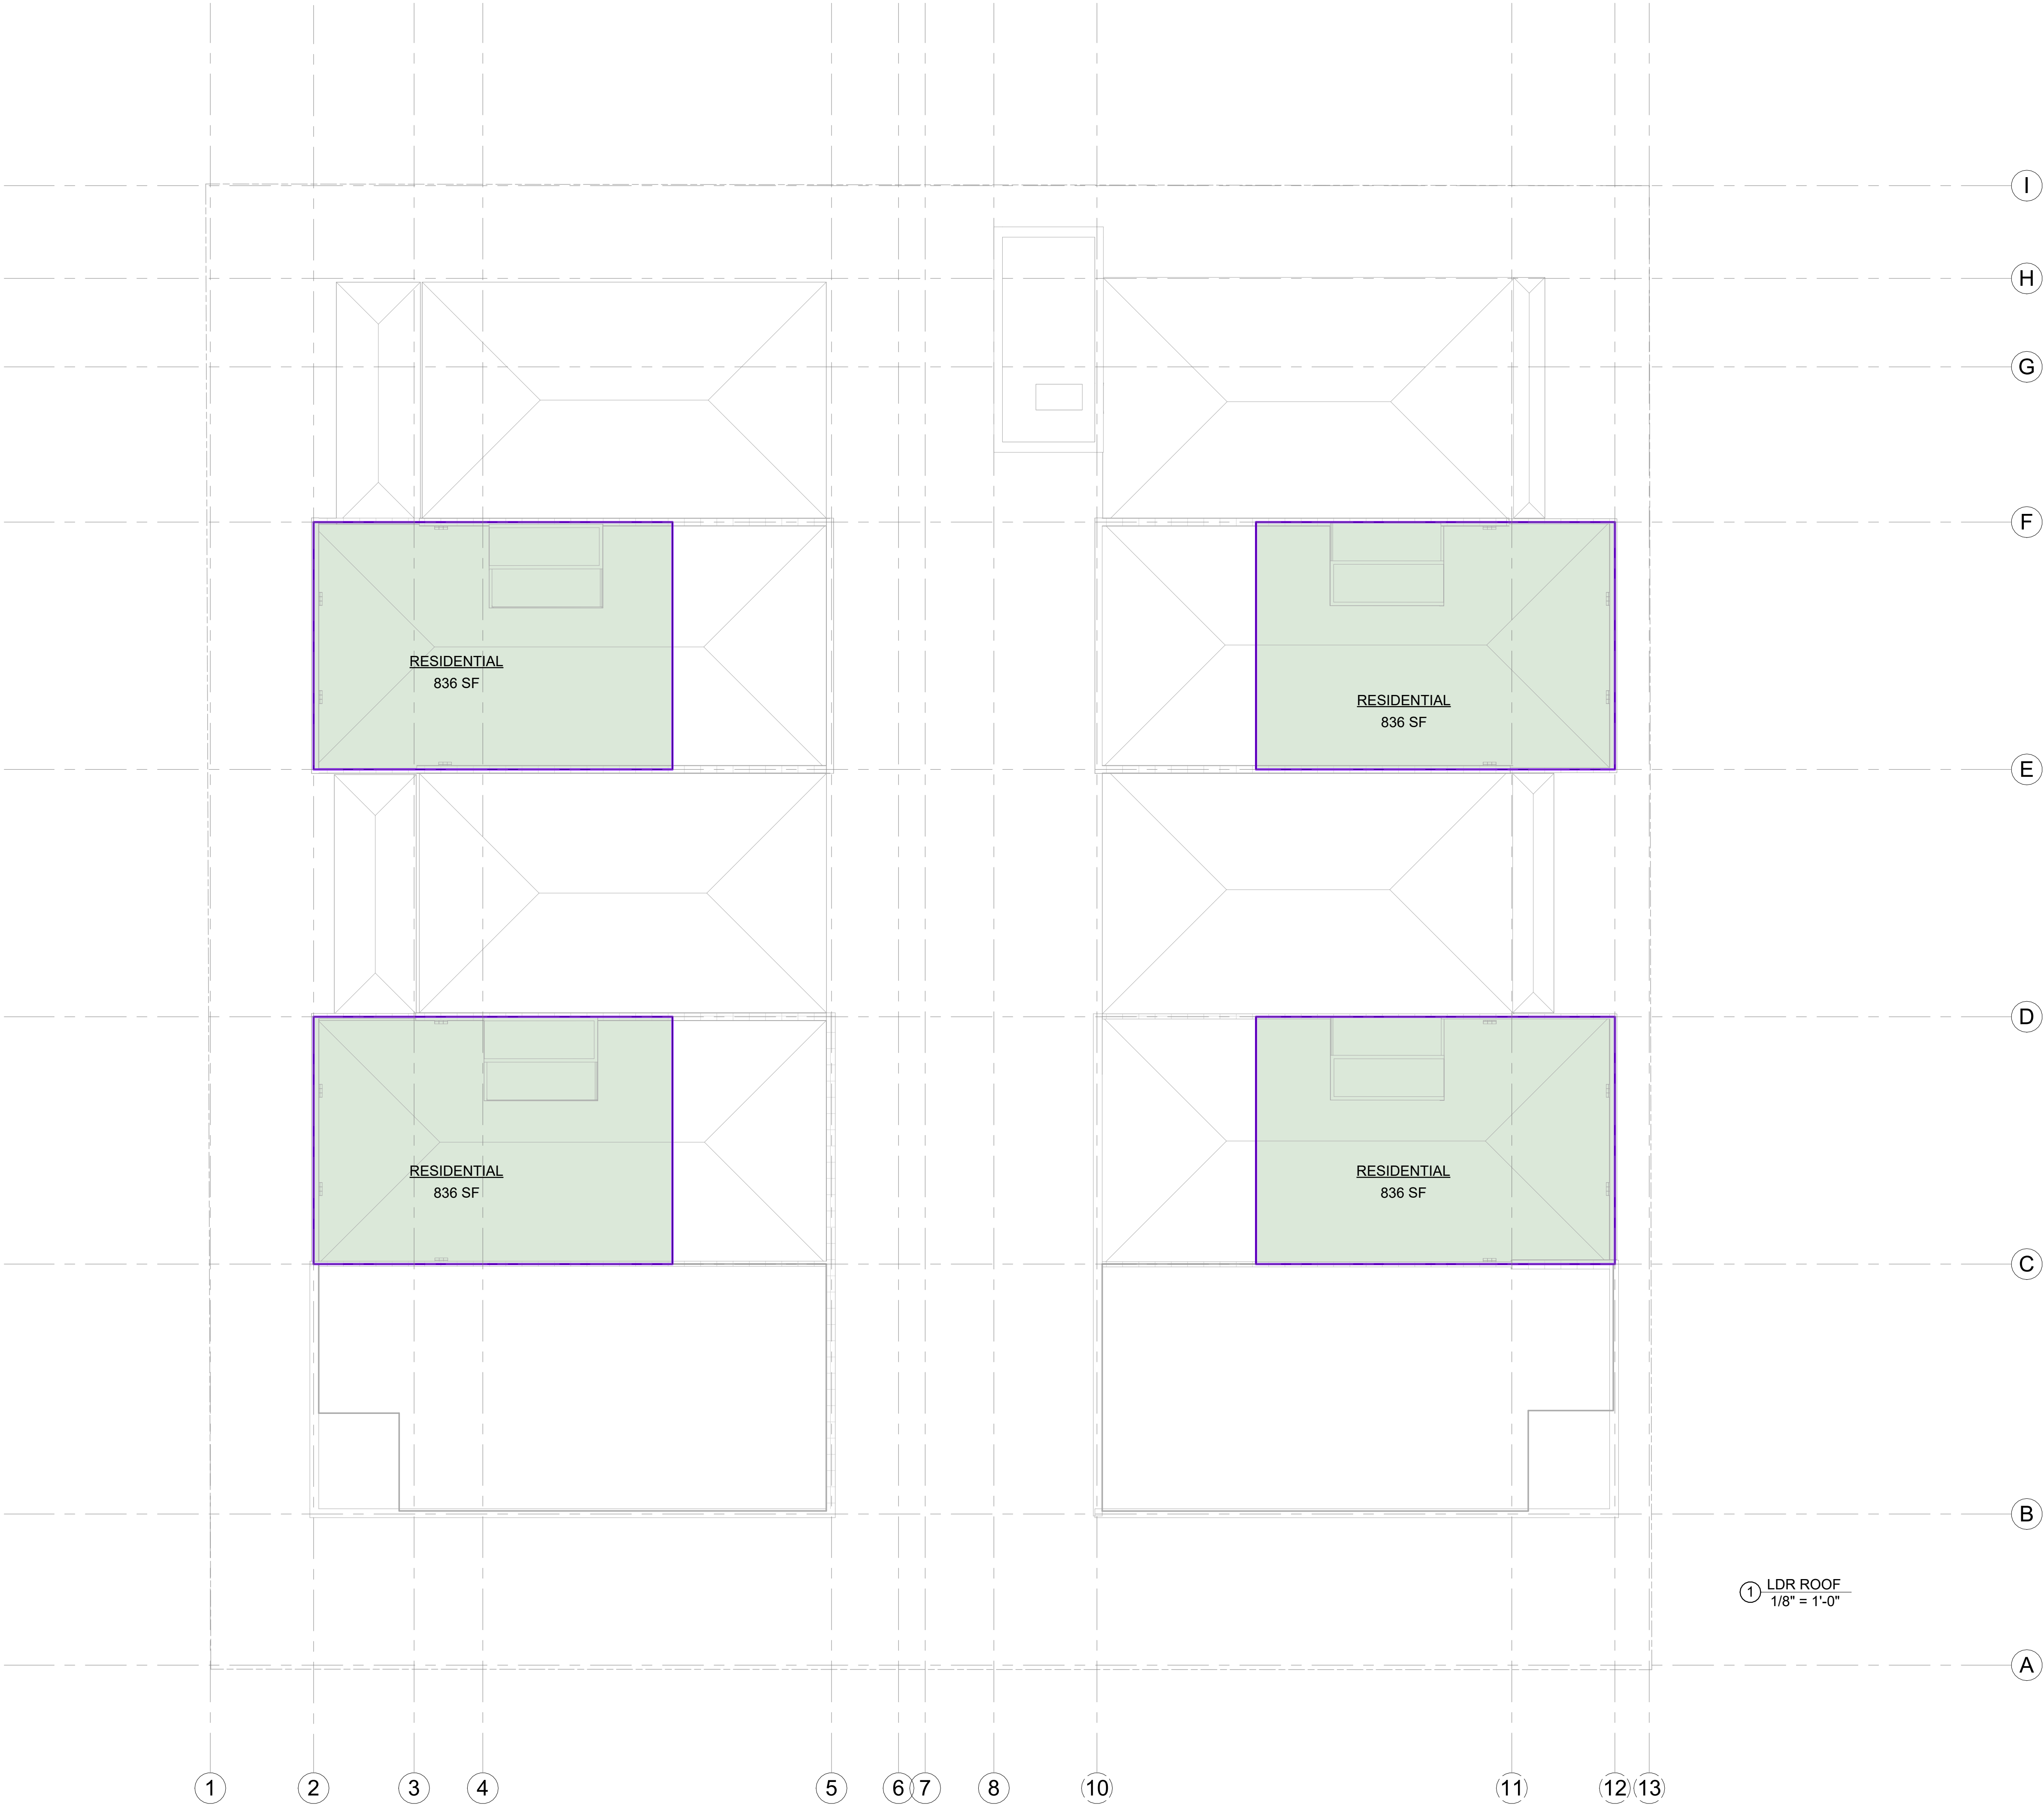 I
H
G
F
RESIDENTIAL
836 SF
RESIDENTIAL
836 SF
E
D
RESIDENTIAL
836 SF
RESIDENTIAL
836 SF
C
B
1 LDR ROOF
1/8" = 1'-0"
A
1 2 3 4 5 6 7 8 10 11 12 13